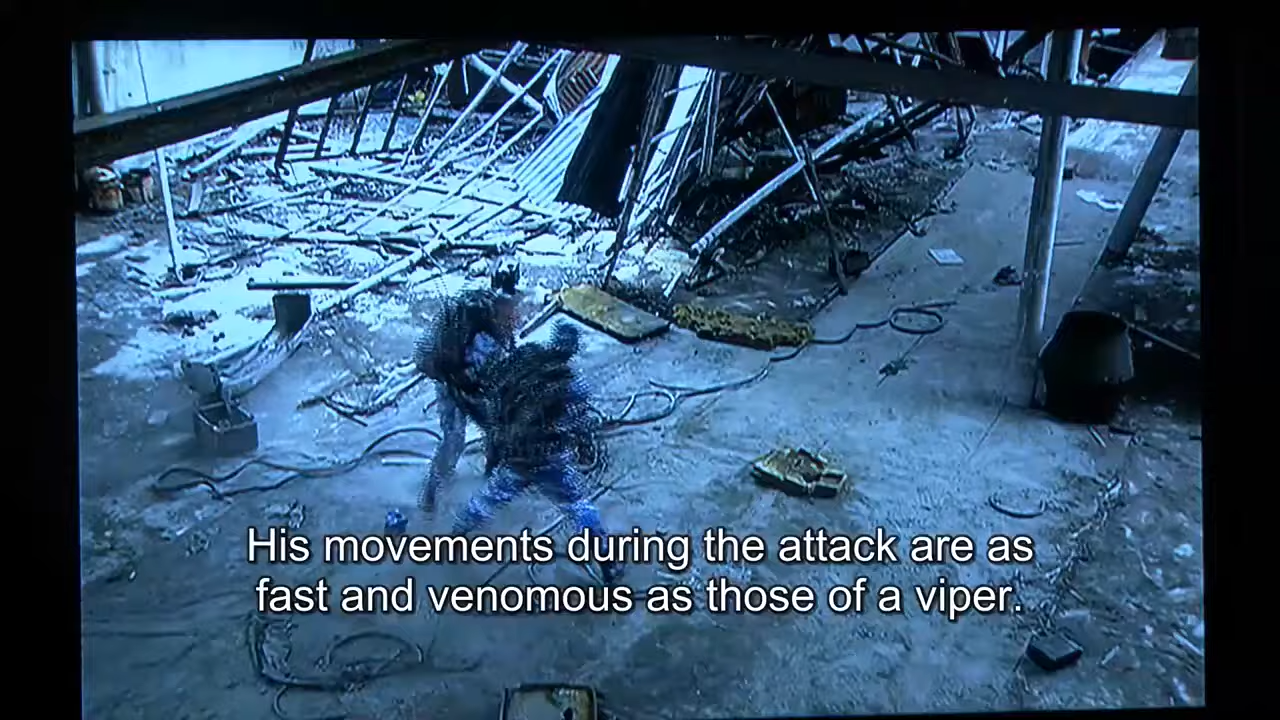 His movements during the attack are as
fast and venomous as those of a viper.